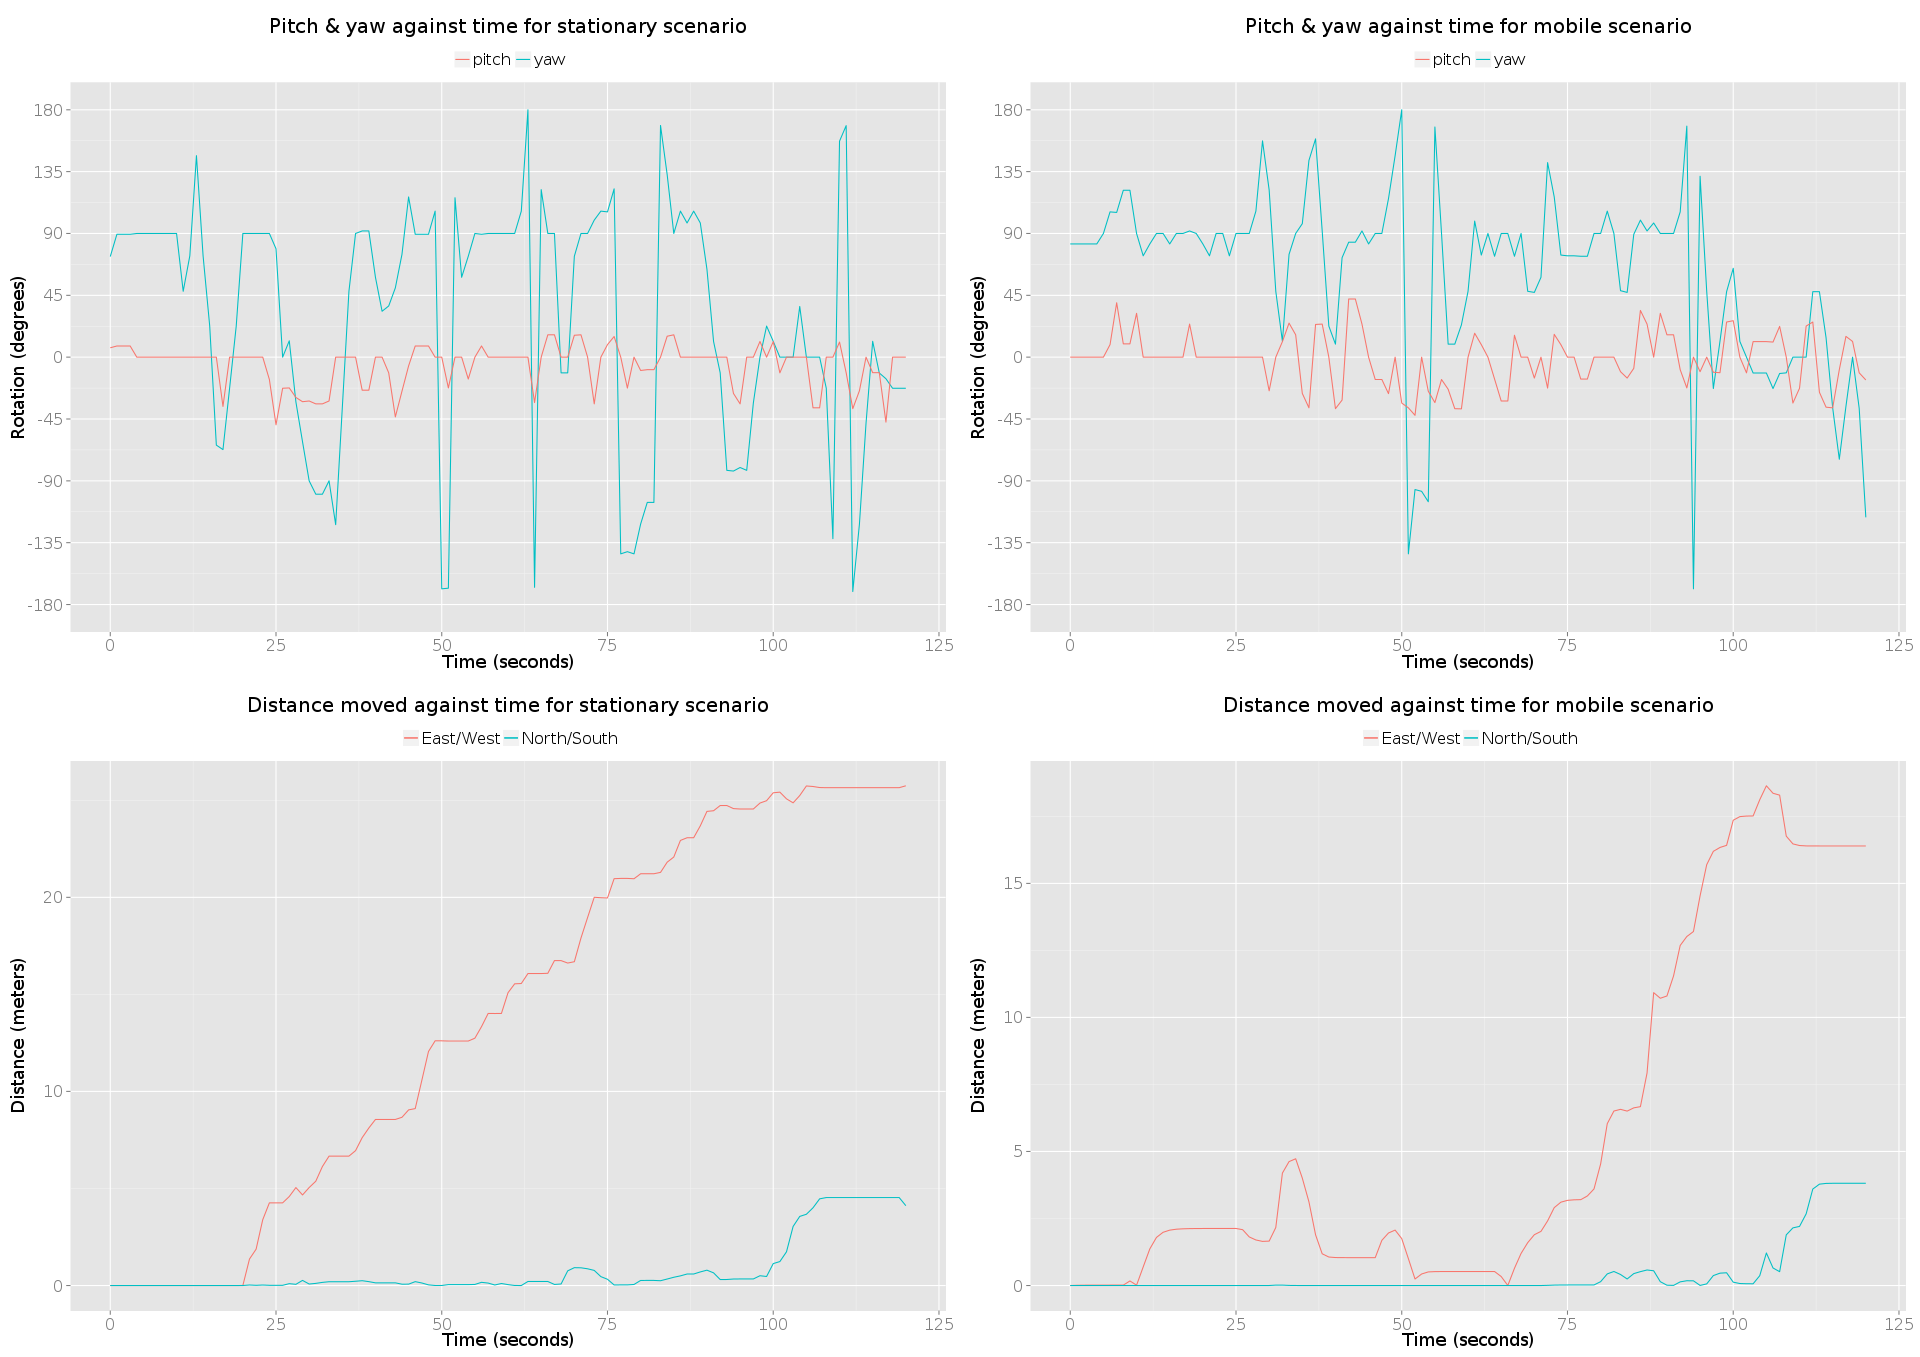 Pitch & yaw against time for stationary scenario
pitch yaw
180
135
90
45
0
-45
-90
-135
-180
Rotation (degrees)
0 25 50 75 100 125
Time (seconds)
Pitch & yaw against time for mobile scenario
pitch yaw
180
135
90
45
0
-45
-90
-135
-180
Rotation (degrees)
0 25 50 75 100 125
Time (seconds)
Distance moved against time for stationary scenario
East/West North/South
20
10
0
Distance (meters)
0 25 50 75 100 125
Time (seconds)
Distance moved against time for mobile scenario
East/West North/South
15
10
5
0
Distance (meters)
0 25 50 75 100 125
Time (seconds)